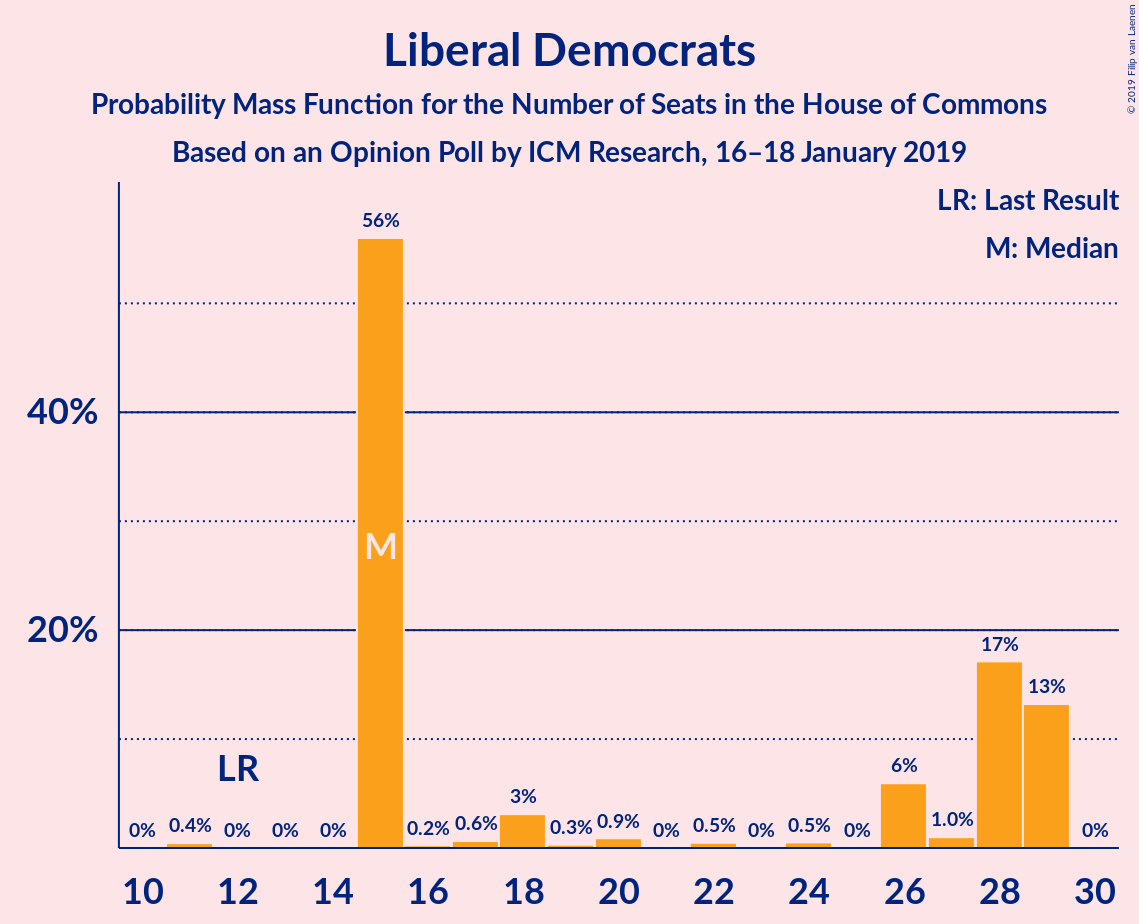 Liberal Democrats
Probability Mass Function for the Number of Seats in the House of Commons
Based on an Opinion Poll by ICM Research, 16–18 January 2019
© 2019 Filip van Laenen
LR: Last Result
M: Median
56%
40%
M
20%
17%
13%
LR
6%
3%
0% 0.4% 0% 0% 0% 0.2% 0.6% 0.3% 0.9% 0% 0.5% 0% 0.5% 0% 1.0% 0%
10 12 14 16 18 20 22 24 26 28 30